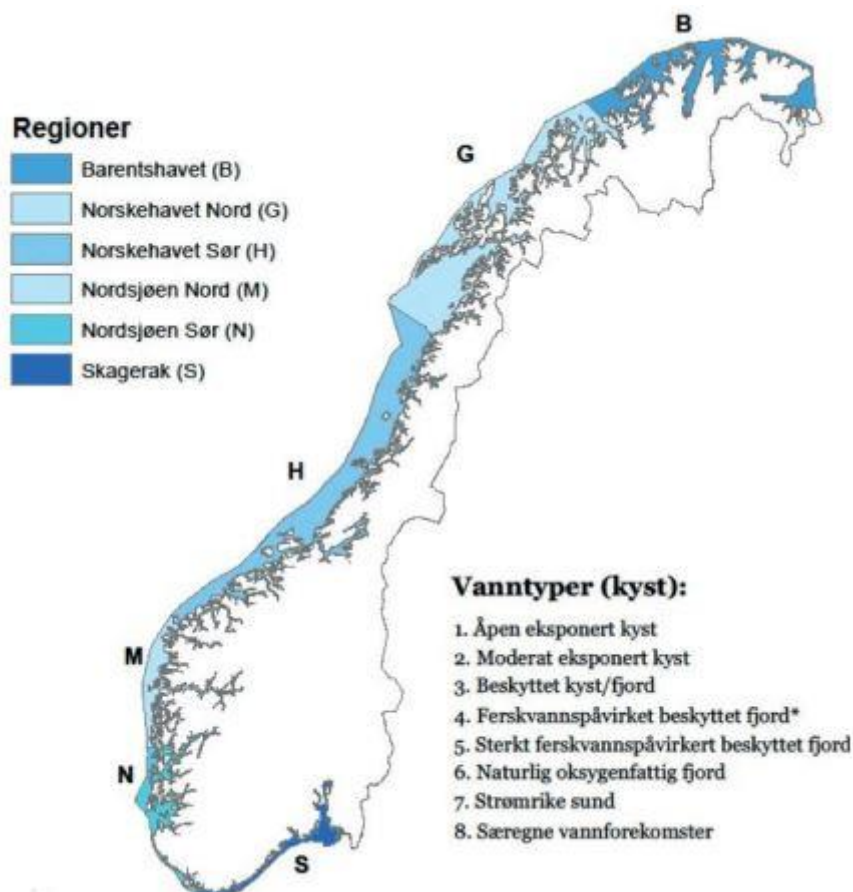 B
Regioner
Barentshavet (B)
G
Norskehavet Nord (G)
Norskehavet Sør (H)
Nordsjøen Nord (M)
Nordsjøen Sør (N)
Skagerak (S)
H
Vanntyper (kyst):
1. Åpen eksponert kyst
2. Moderat eksponert kyst
3. Beskyttet kyst/fjord
4. Ferskvannspåvirket beskyttet fjord*
5. Sterkt ferskvannspåvirkert beskyttet fjord
6. Naturlig oksygenfattig fjord
7. Strømrike sund
8. Særegne vannforekomster
M
N
S